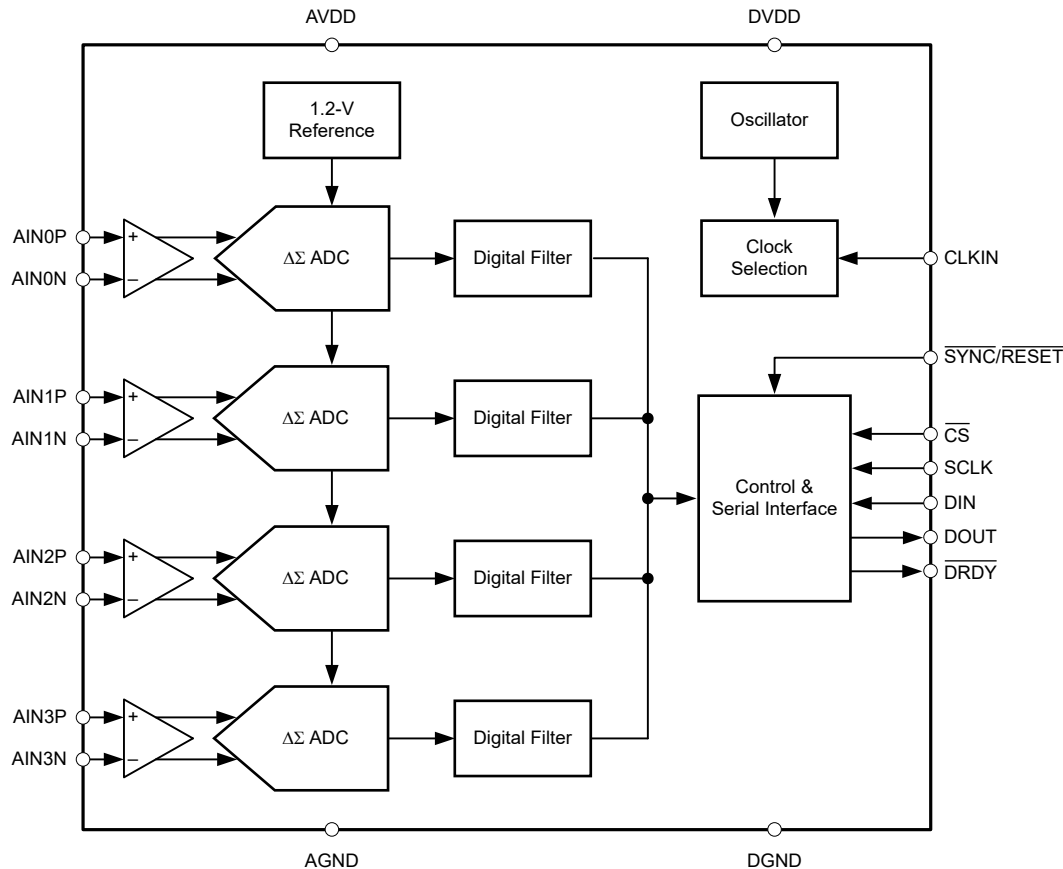 AVDD
DVDD
1.2-V
Reference
Oscillator
AIN0P
+
ΔΣ ADC
Digital Filter
Clock
Selection
CLKIN
AIN0N
–
SYNC/RESET
AIN1P
+
ΔΣ ADC
Digital Filter
AIN1N
–
CS
SCLK
Control &
Serial Interface
DIN
DOUT
DRDY
AIN2P
+
ΔΣ ADC
Digital Filter
AIN2N
–
AIN3P
+
ΔΣ ADC
Digital Filter
AIN3N
–
AGND
DGND